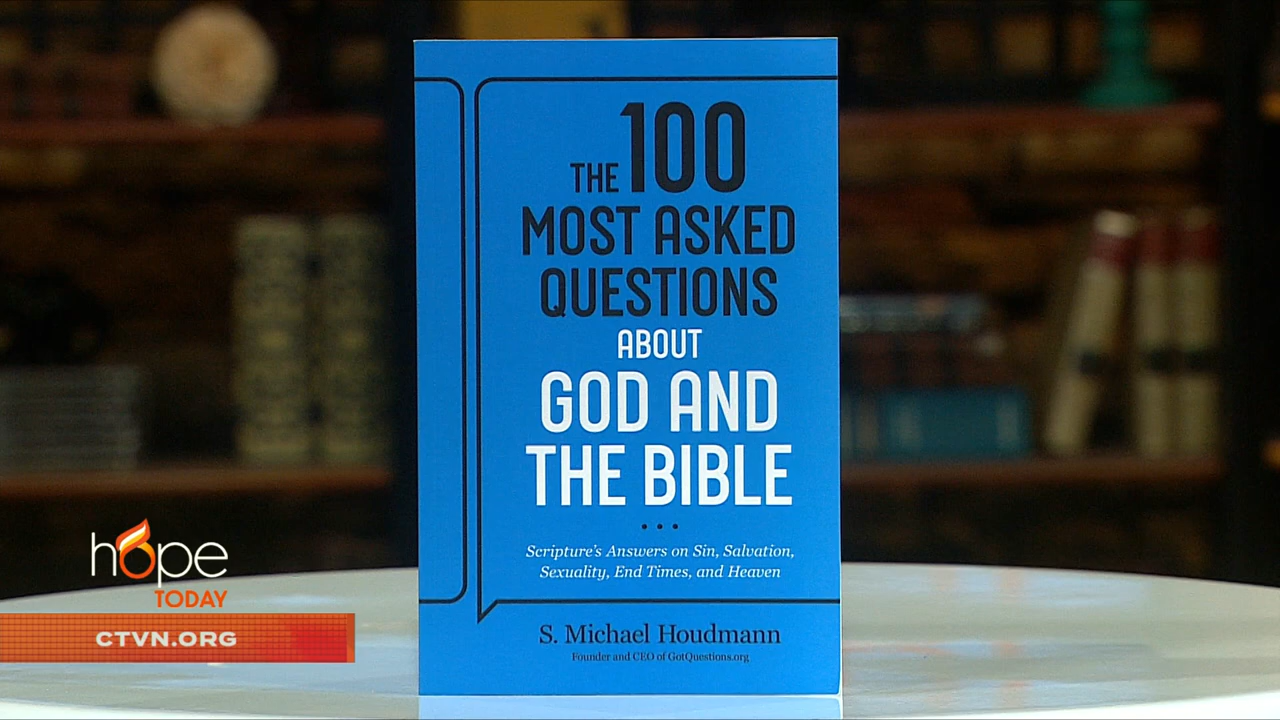 THE 100
MOST ASKED
QUESTIONS
ABOUT
GOD AND
THE BIBLE
Scripture's Answers on Sin, Salvation,
Sexuality, End Times, and Heaven
S. Michael Houdmann
Founder and CEO of GotQuestions.org
hope
TODAY
CTVN.ORG